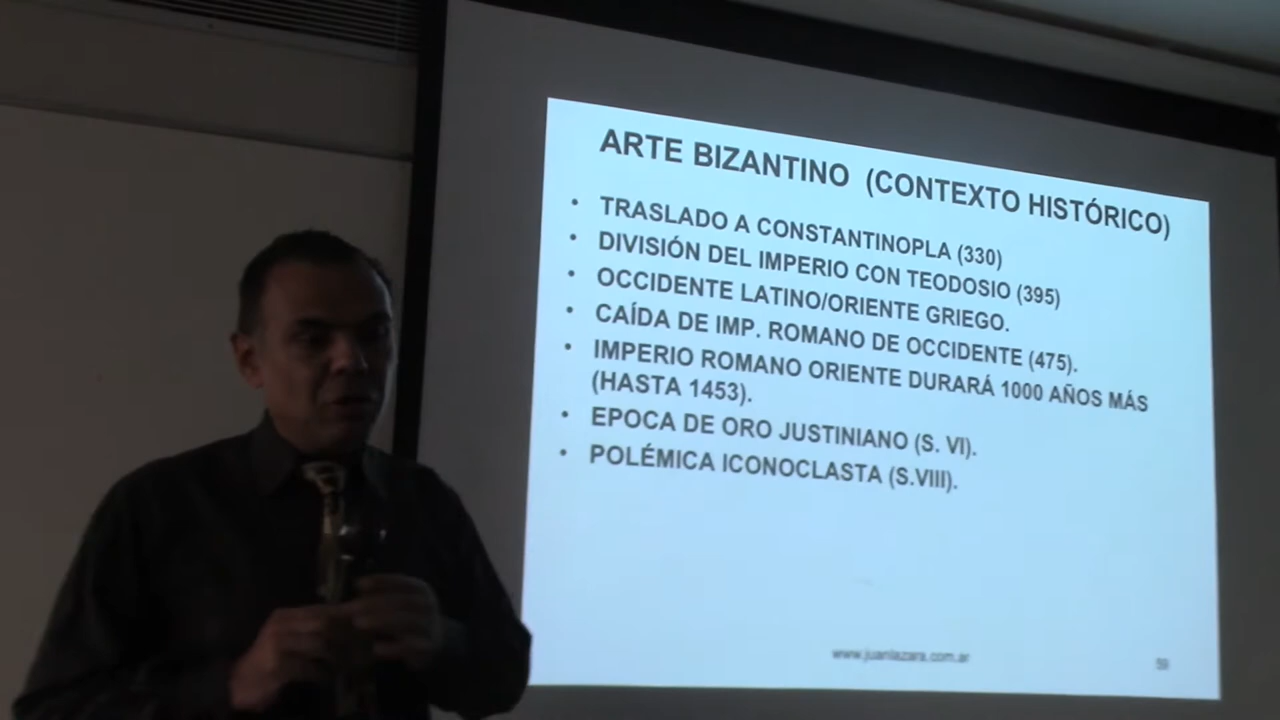 ARTE BIZANTINO (CONTEXTO HISTÓRICO)
• TRASLADO A CONSTANTINOPLA (330)
• DIVISIÓN DEL IMPERIO CON TEODOSIO (395)
• OCCIDENTE LATINO/ORIENTE GRIEGO.
• CAÍDA DE IMP. ROMANO DE OCCIDENTE (475).
• IMPERIO ROMANO ORIENTE DURARÁ 1000 AÑOS MÁS
(HASTA 1453).
• EPOCA DE ORO JUSTINIANO (S. VI).
• POLÉMICA ICONOCLASTA (S.VIII).
www.juanlazara.com.ar
59